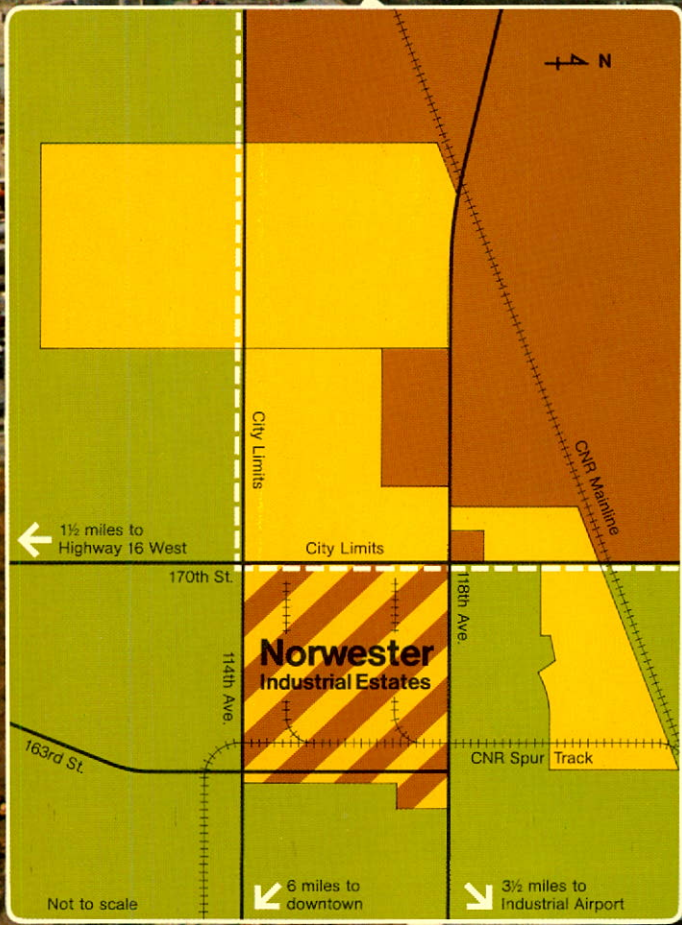 N
City Limits
CNR Mainline
1½ miles to
Highway 16 West
City Limits
170th St.
118th Ave.
Norwester
Industrial Estates
114th Ave.
163rd St.
CNR Spur Track
Not to scale
6 miles to
downtown
3½ miles to
Industrial Airport